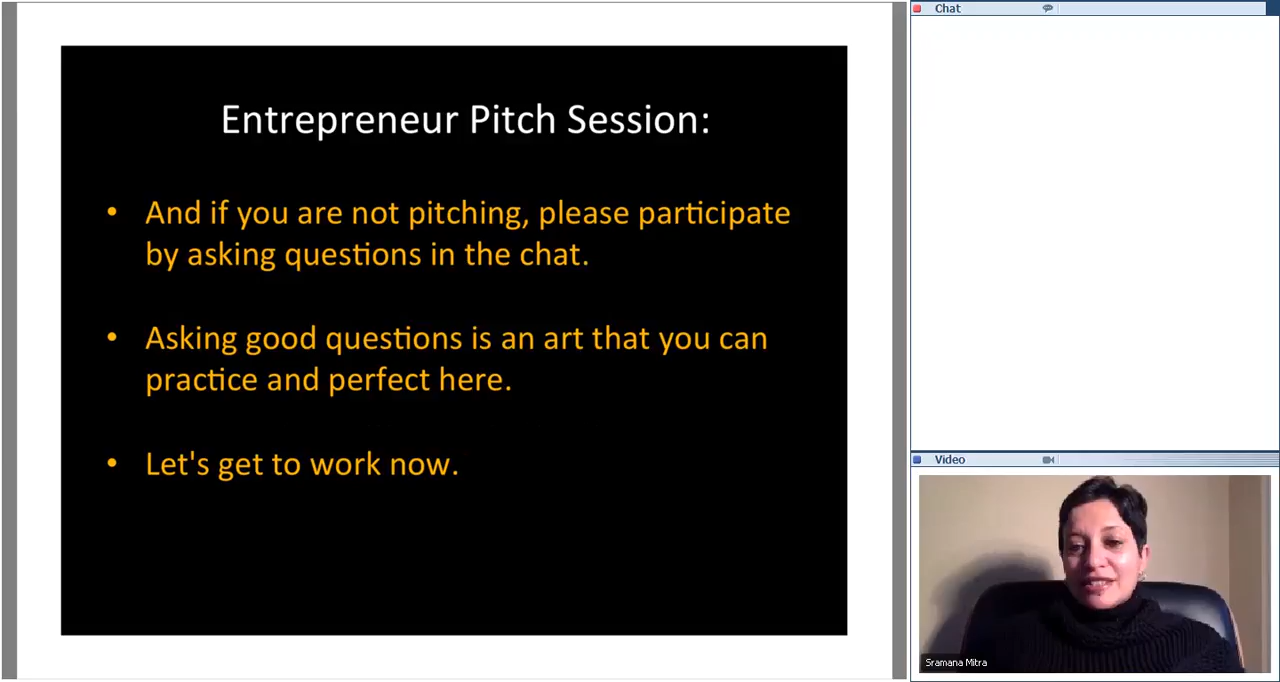 Entrepreneur Pitch Session:
• And if you are not pitching, please participate
by asking questions in the chat.
• Asking good questions is an art that you can
practice and perfect here.
• Let's get to work now.
Chat
Video
Sramana Mitra